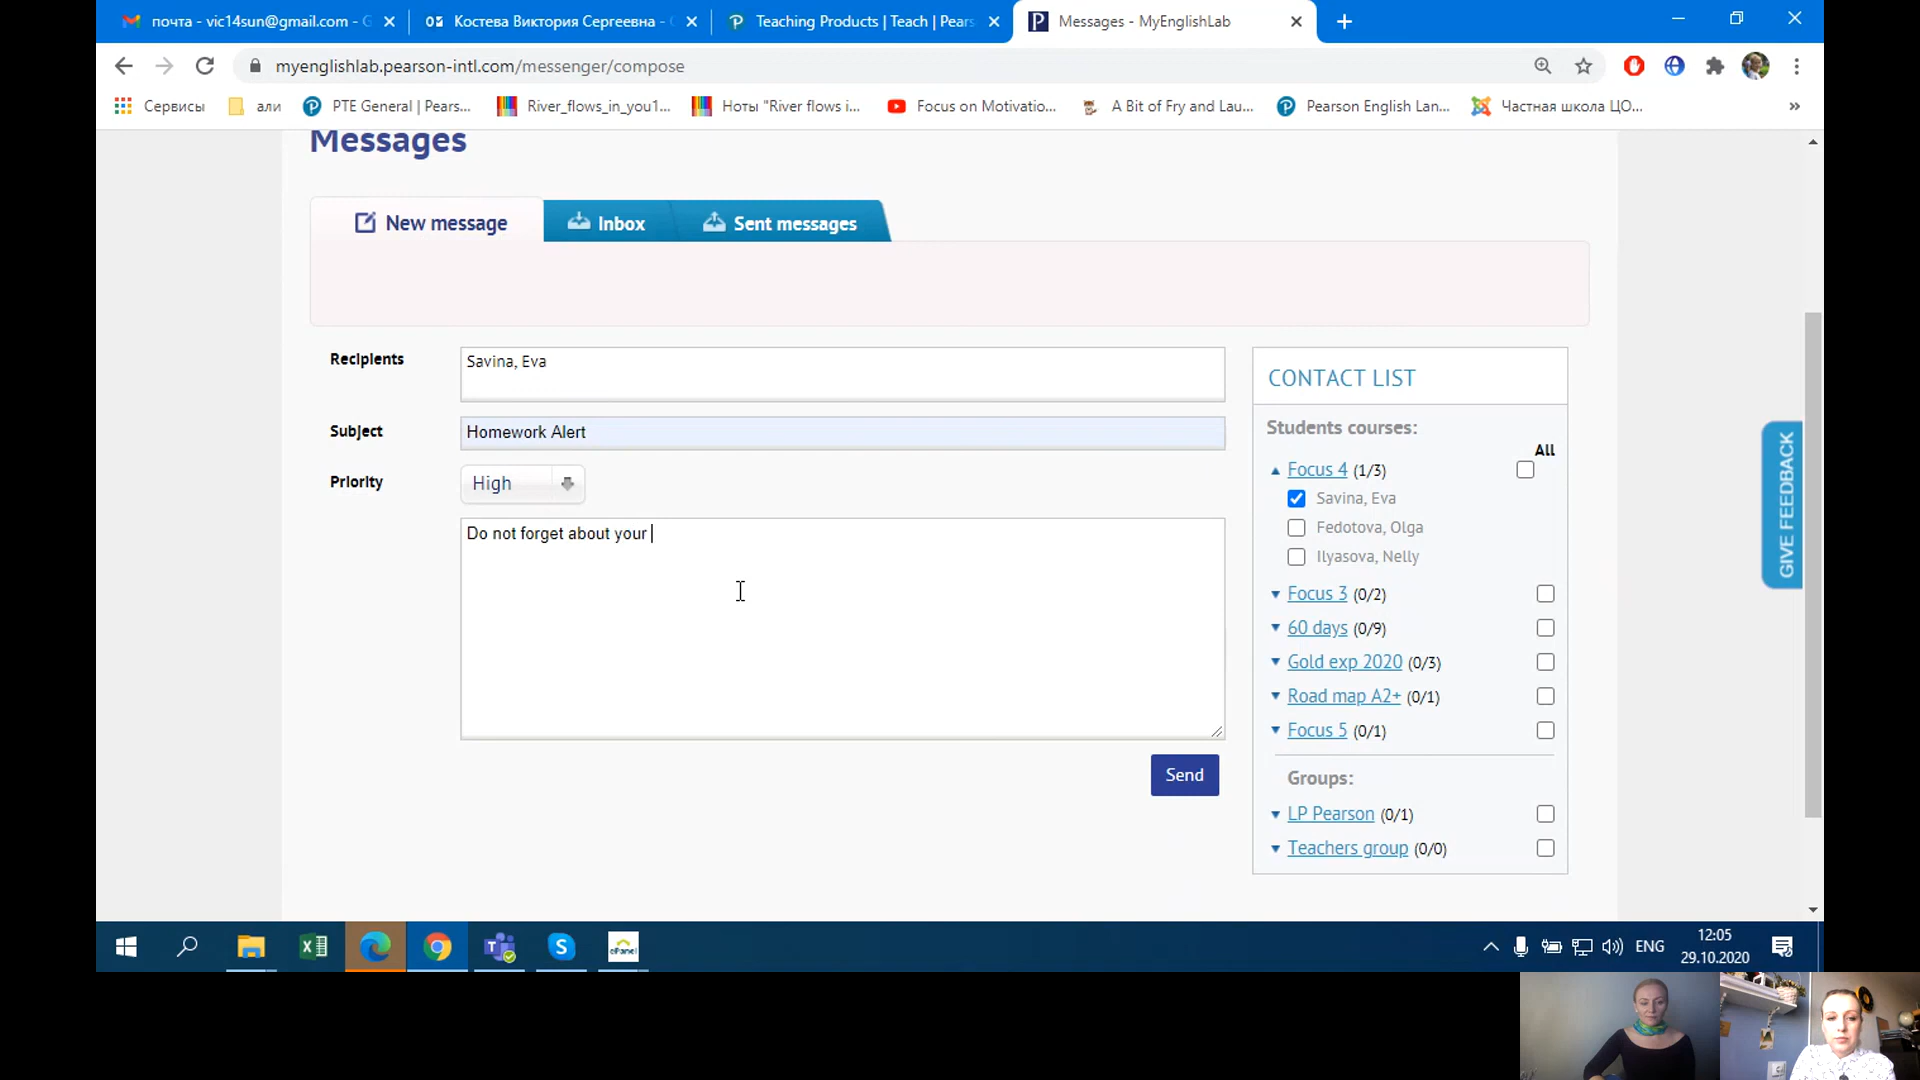 почта - vic14sun@gmail.com - G
Костева Виктория Сергеевна -
Teaching Products | Teach | Pears
Messages - MyEnglishLab
myenglishlab.pearson-intl.com/messenger/compose
Сервисы
али
PTE General | Pears...
River_flows_in_you1...
Ноты "River flows i...
Focus on Motivatio...
A Bit of Fry and Lau...
Pearson English Lan...
Частная школа ЦО...
Messages
New message
Inbox
Sent messages
Recipients
Savina, Eva
Subject
Homework Alert
Priority
High
Do not forget about your
Send
CONTACT LIST
Students courses:
All
Focus 4 (1/3)
Savina, Eva
Fedotova, Olga
Ilyasova, Nelly
Focus 3 (0/2)
60 days (0/9)
Gold exp 2020 (0/3)
Road map A2+ (0/1)
Focus 5 (0/1)
Groups:
LP Pearson (0/1)
Teachers group (0/0)
GIVE FEEDBACK
ePanel
ENG
12:05
29.10.2020